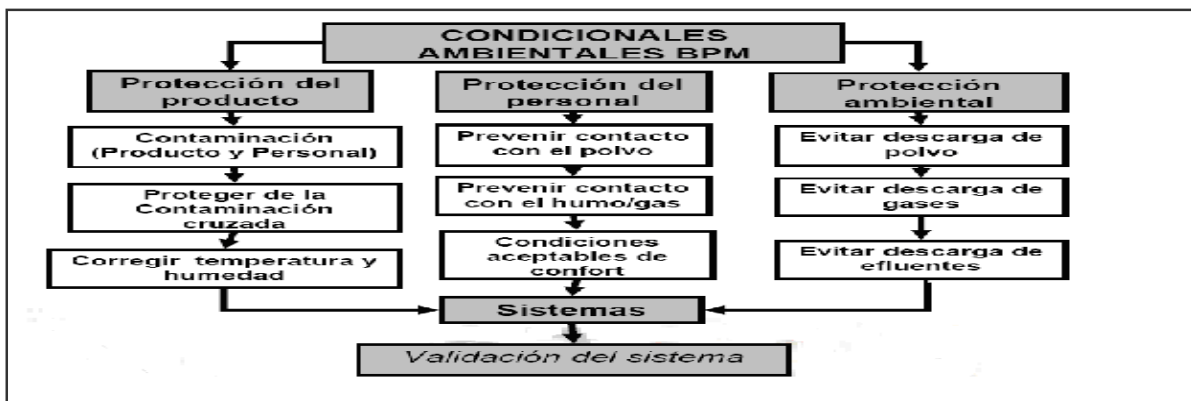 CONDICIONALES
AMBIENTALES BPM
Protección del
producto
Contaminación
(Producto y Personal)
Proteger de la
Contaminación
cruzada
Corregir temperatura y
humedad
Protección del
personal
Prevenir contacto
con el polvo
Prevenir contacto
con el humo/gas
Condiciones
aceptables de
confort
Protección
ambiental
Evitar descarga de
polvo
Evitar descarga de
gases
Evitar descarga de
efluentes
Sistemas
Validación del sistema